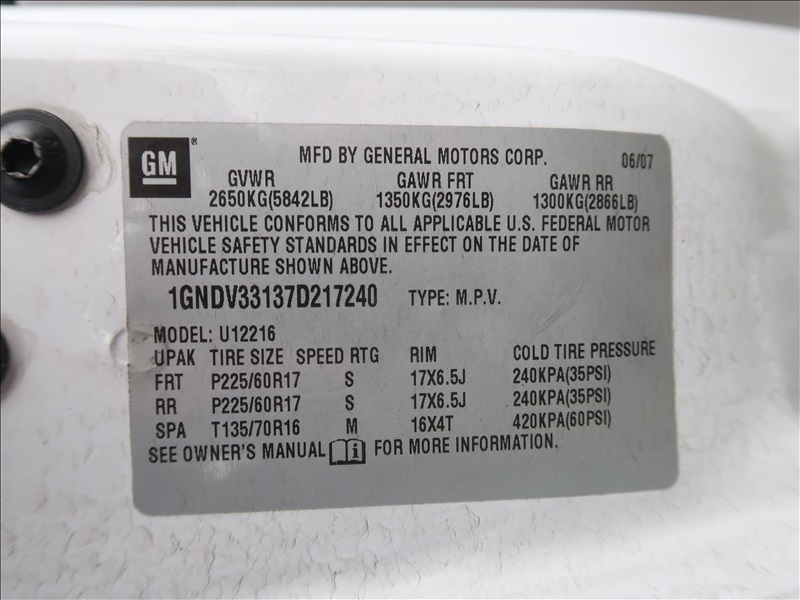 GM® MFD BY GENERAL MOTORS CORP. 06/07
GVWR GAWR FRT GAWR RR
2650KG(5842LB) 1350KG(2976LB) 1300KG(2866LB)
THIS VEHICLE CONFORMS TO ALL APPLICABLE U.S. FEDERAL MOTOR
VEHICLE SAFETY STANDARDS IN EFFECT ON THE DATE OF
MANUFACTURE SHOWN ABOVE.
1GNDV33137D217240 TYPE: M.P.V.
MODEL: U12216
UPAK TIRE SIZE SPEED RTG RIM COLD TIRE PRESSURE
FRT P225/60R17 S 17X6.5J 240KPA(35PSI)
RR P225/60R17 S 17X6.5J 240KPA(35PSI)
SPA T135/70R16 M 16X4T 420KPA(60PSI)
SEE OWNER'S MANUAL i FOR MORE INFORMATION.